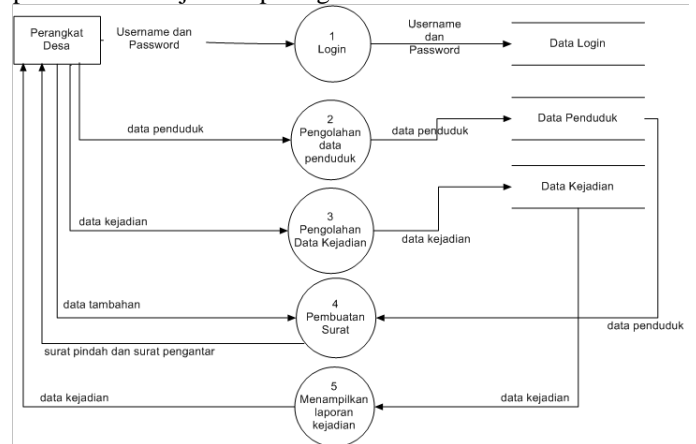 Perangkat
Desa
Username dan
Password
1
Login
Username
dan
Password
Data Login
data penduduk
2
Pengolahan
data
penduduk
data penduduk
Data Penduduk
data kejadian
3
Pengolahan
Data Kejadian
data kejadian
Data Kejadian
data tambahan
4
Pembuatan
Surat
data penduduk
surat pindah dan surat pengantar
data kejadian
5
Menampilkan
laporan
kejadian
data kejadian